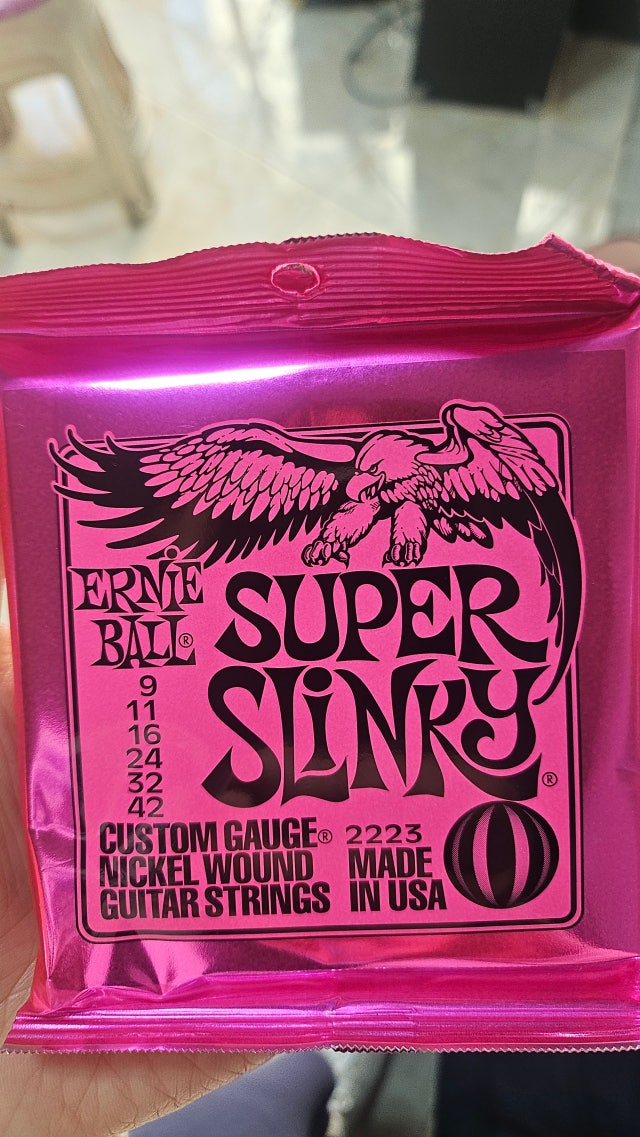 ERNiE
BALL®
SUPER
SLiNKY®
9
11
16
24
32
42
CUSTOM GAUGE®
NICKEL WOUND
GUITAR STRINGS
2223
MADE
IN USA